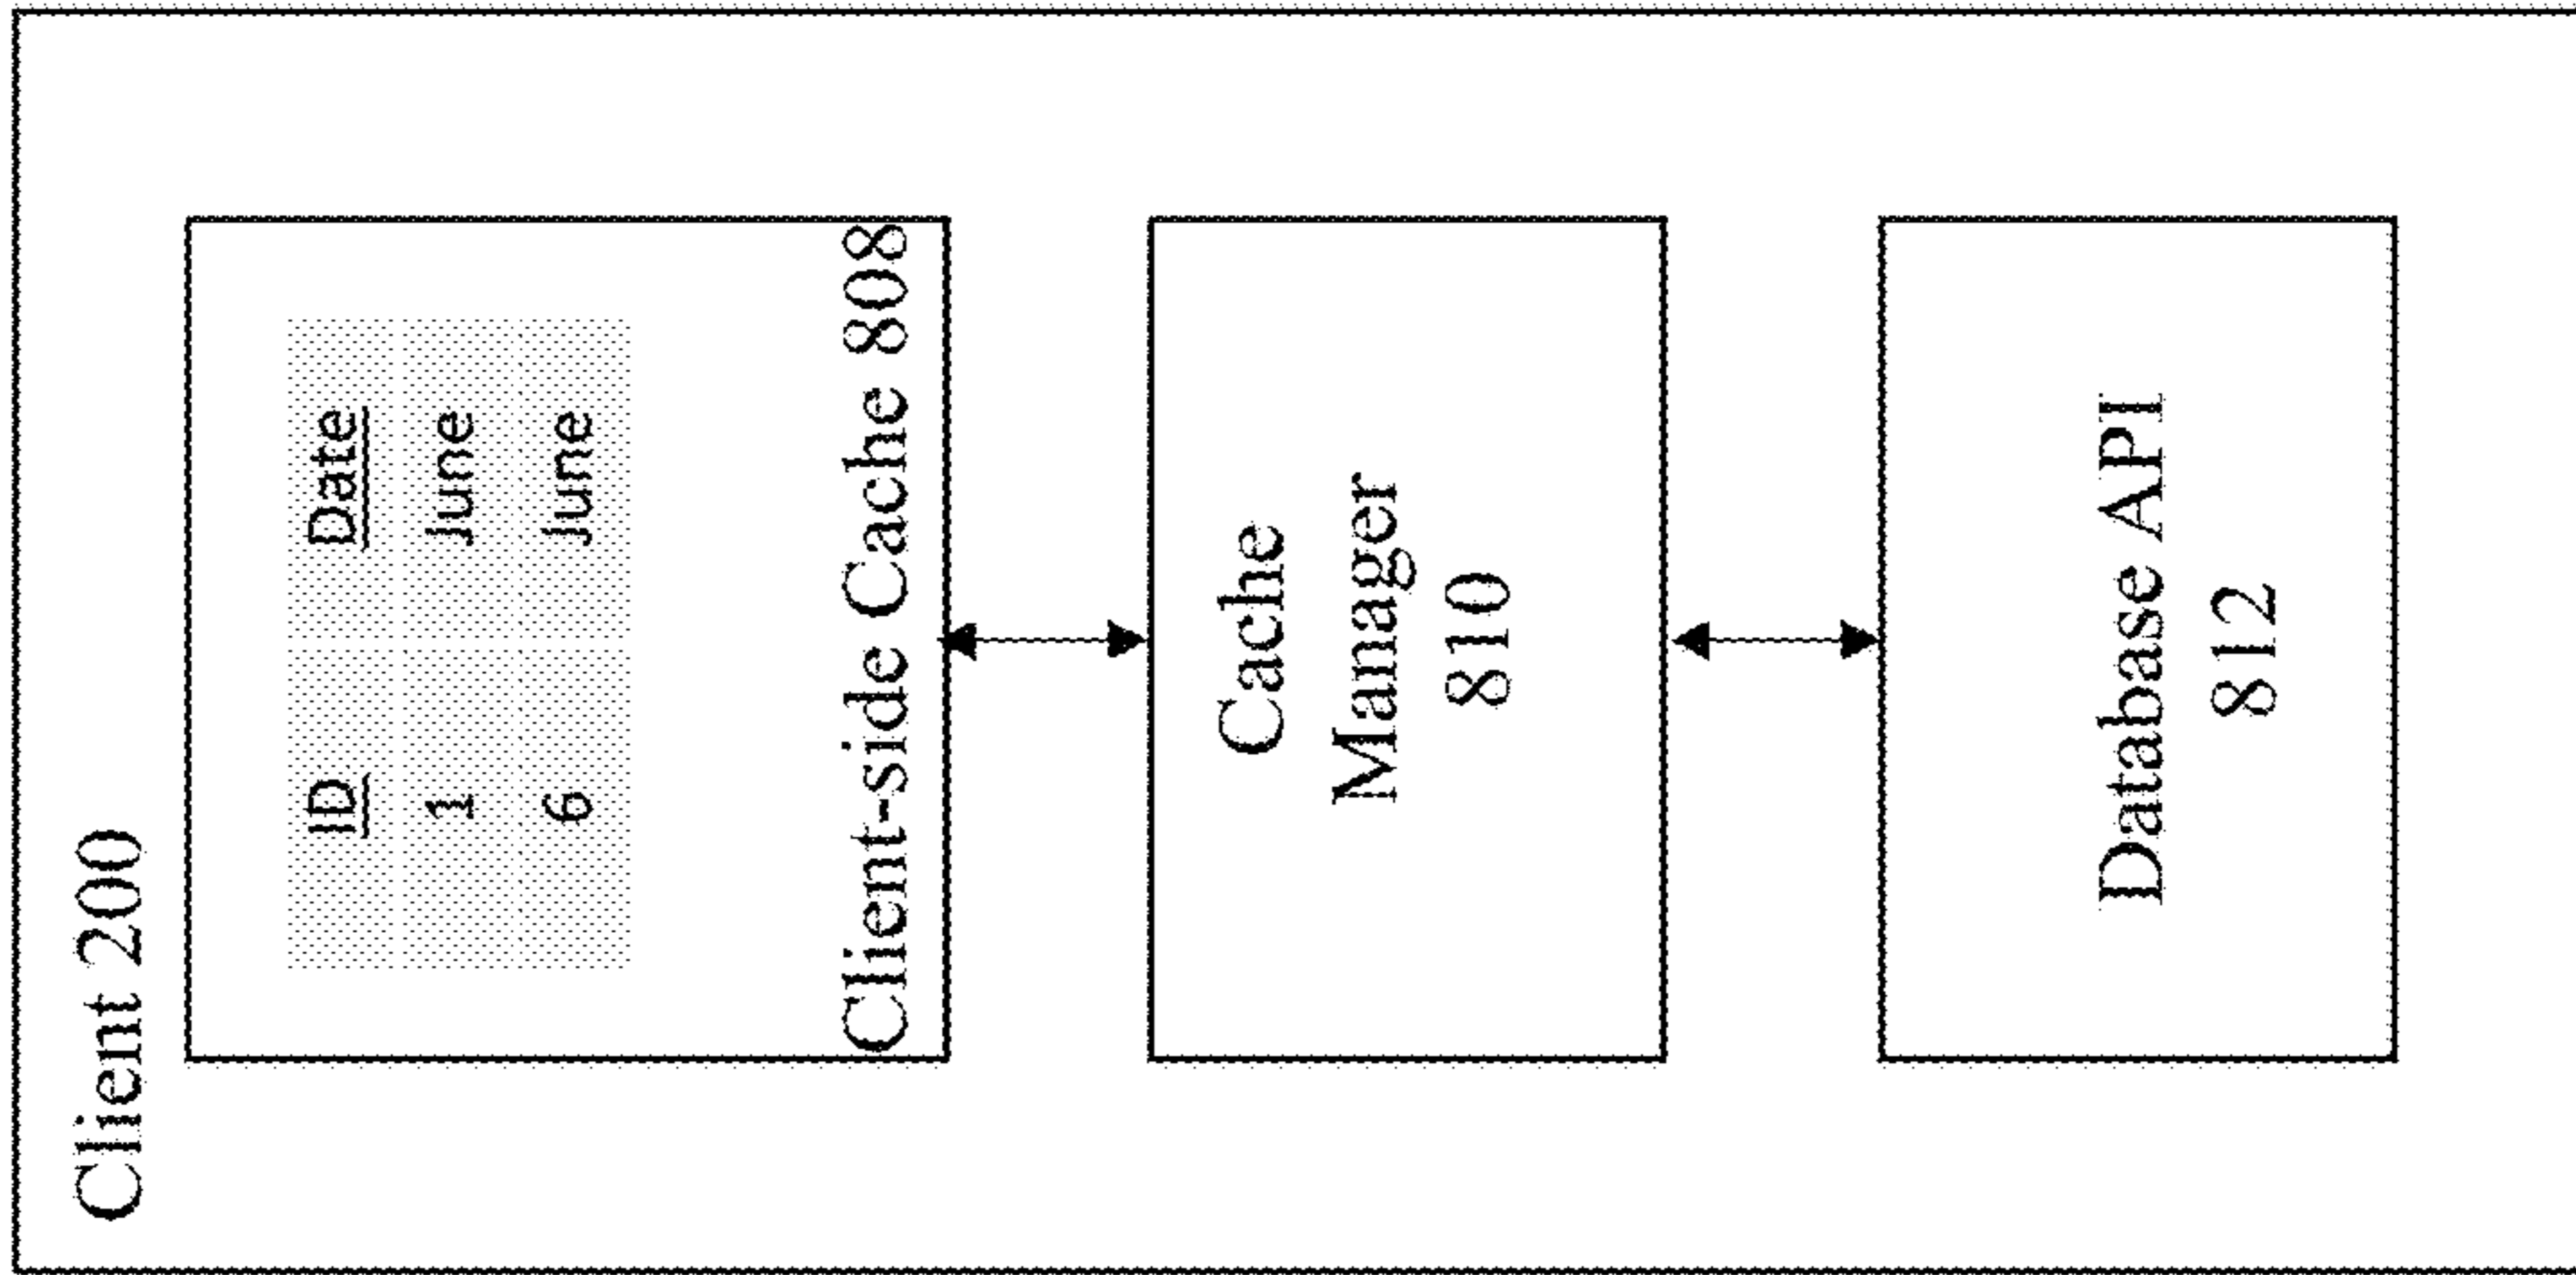 Client 200
ID Date
1 June
6 June
Client-side Cache 808
Cache
Manager
810
Database API
812